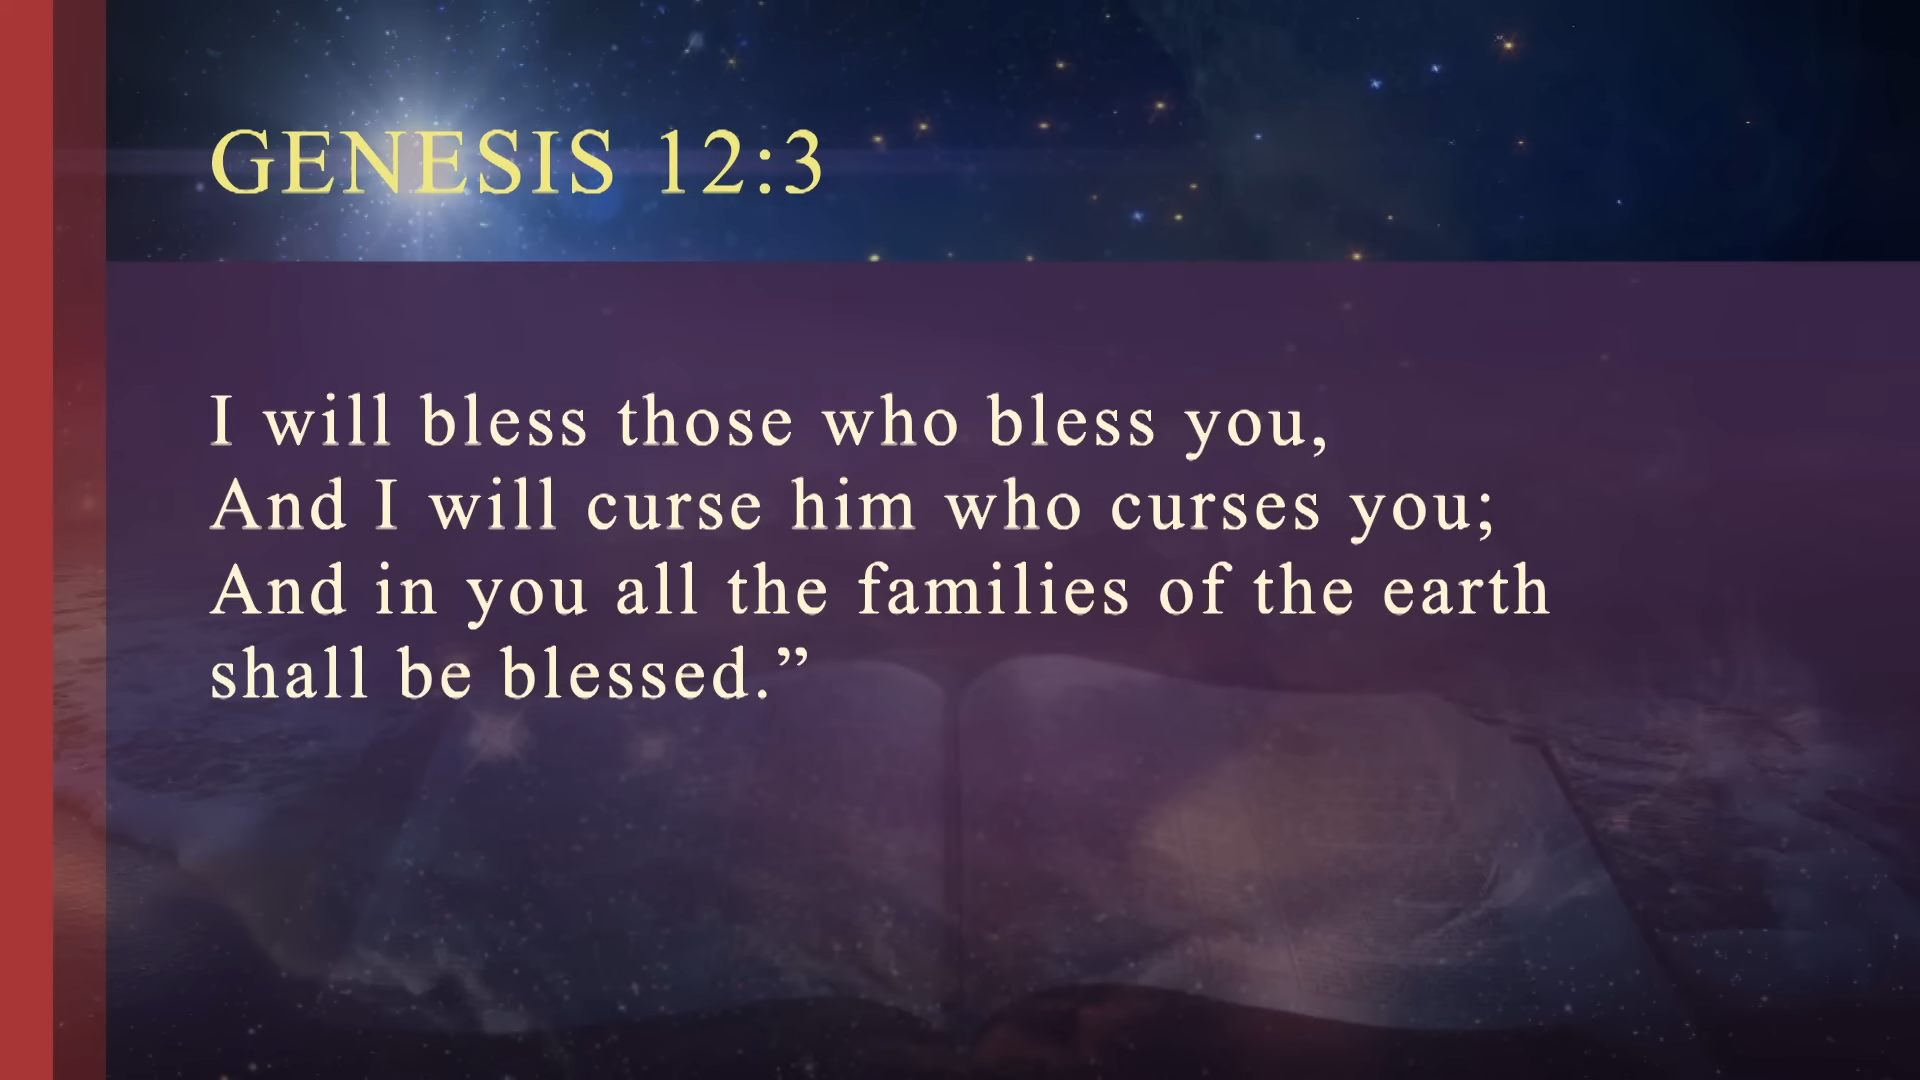 GENESIS 12:3
I will bless those who bless you,
And I will curse him who curses you;
And in you all the families of the earth
shall be blessed.”